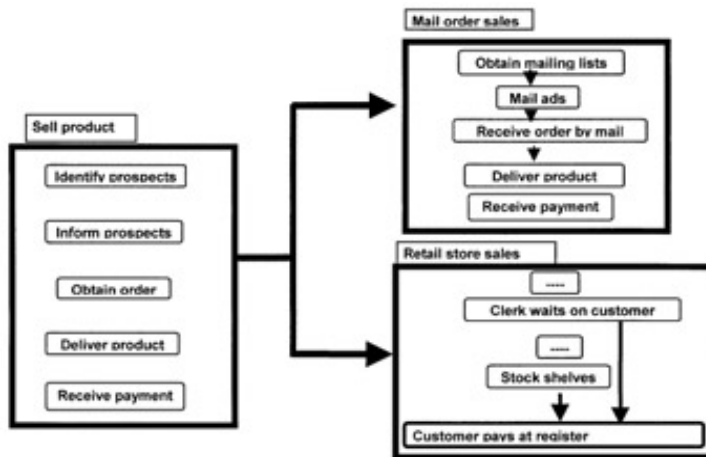 Sell product
Identify prospects
Inform prospects
Obtain order
Deliver product
Receive payment
Mail order sales
Obtain mailing lists
Mail ads
Receive order by mail
Deliver product
Receive payment
Retail store sales
----
Clerk waits on customer
----
Stock shelves
Customer pays at register